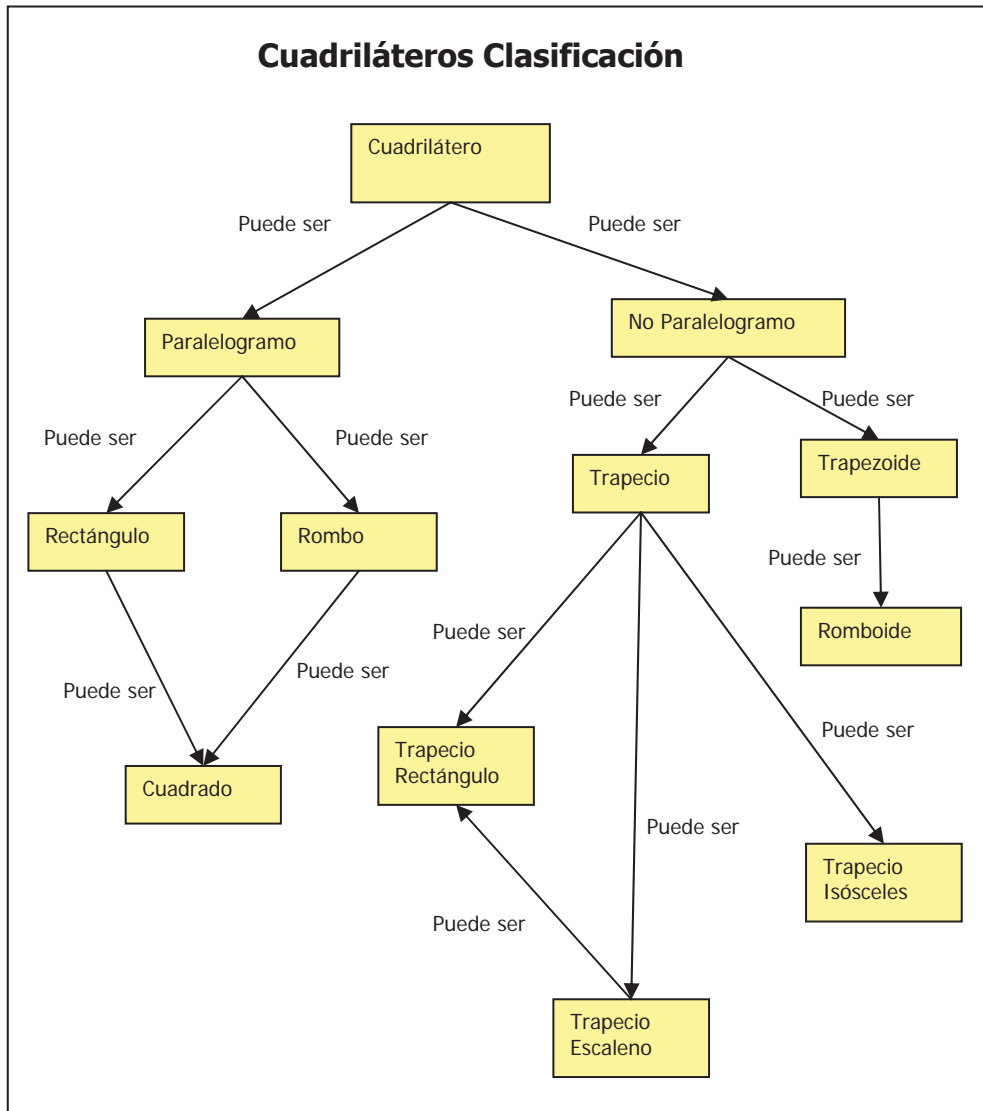 Cuadriláteros Clasificación
Cuadrilátero
Puede ser
Puede ser
Paralelogramo
No Paralelogramo
Puede ser
Puede ser
Puede ser
Puede ser
Rectángulo
Rombo
Trapecio
Trapezoide
Puede ser
Romboide
Puede ser
Puede ser
Puede ser
Puede ser
Cuadrado
Trapecio
Rectángulo
Puede ser
Trapecio
Isósceles
Puede ser
Trapecio
Escaleno